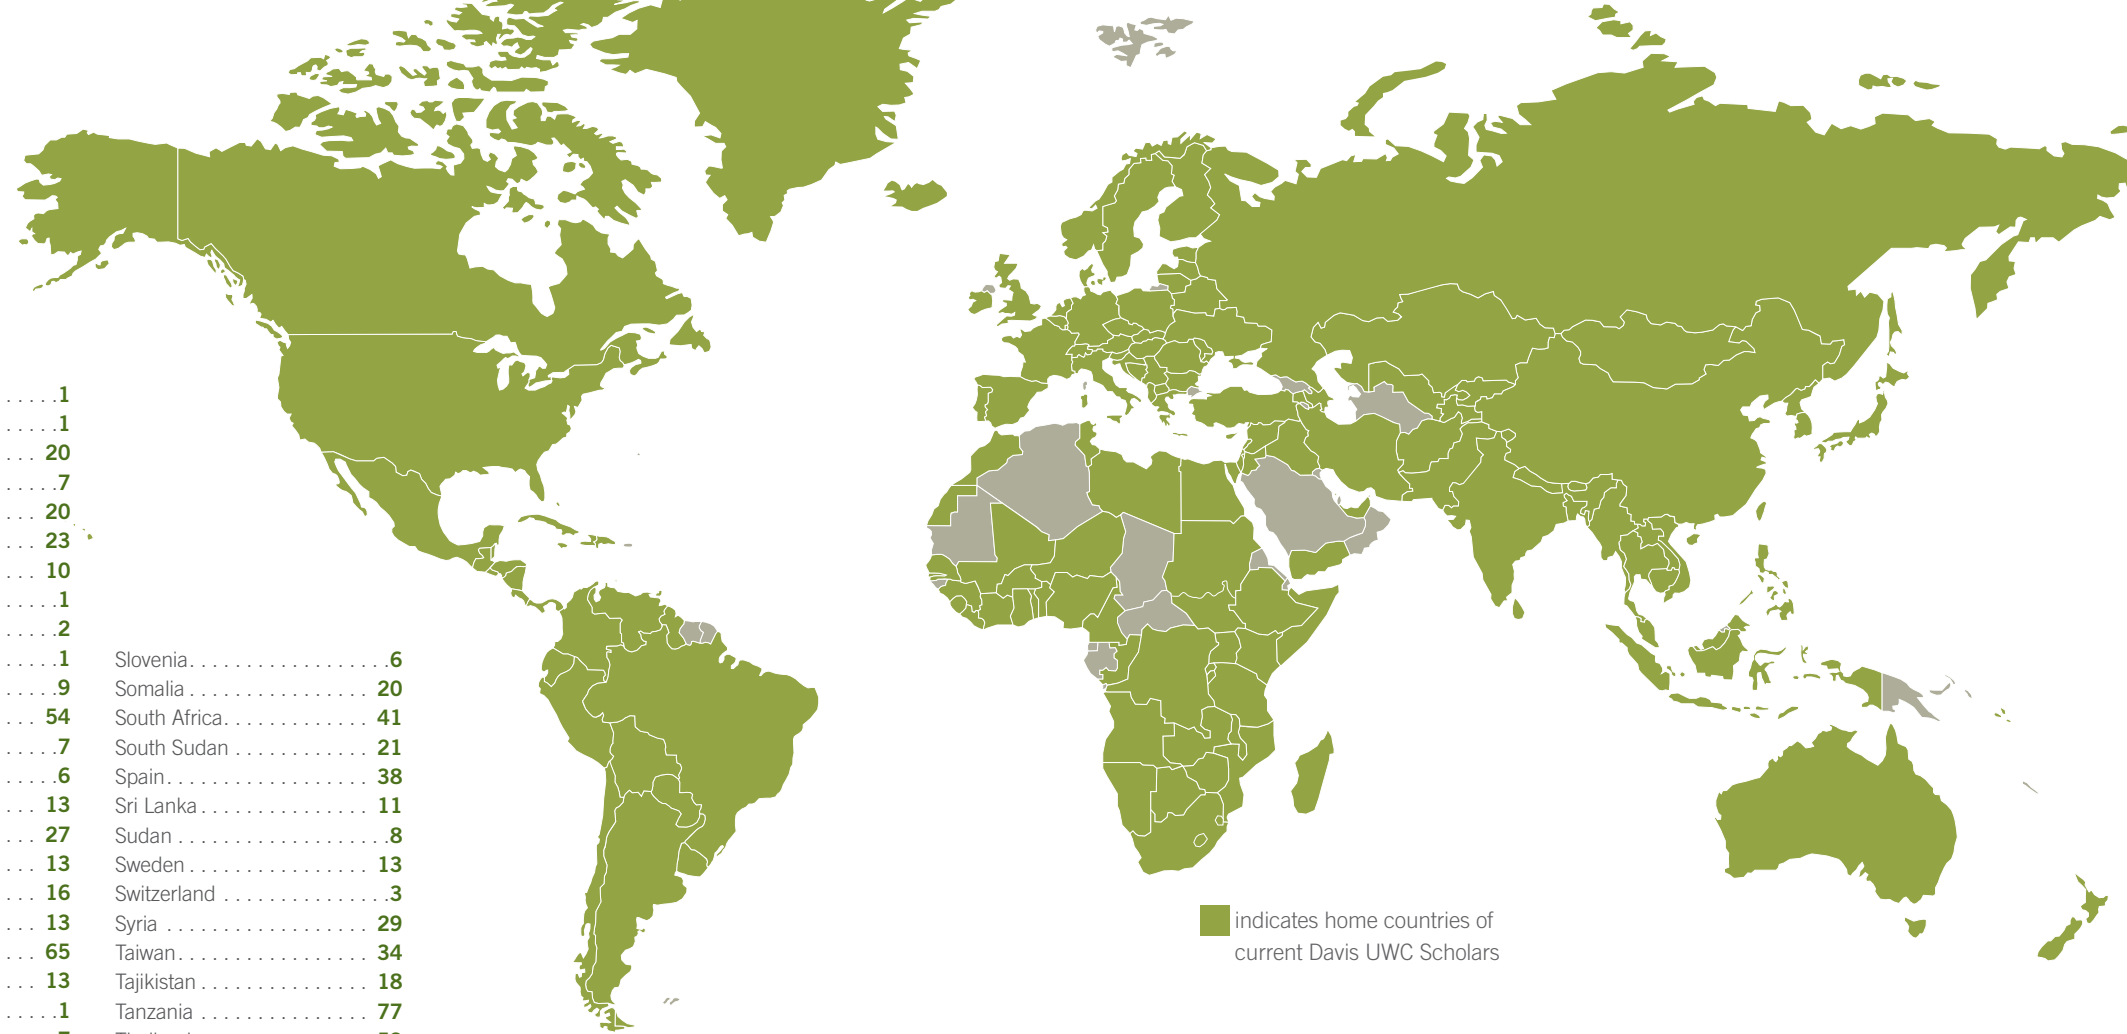 . . . . .1
. . . . .1
. . . 20
. . . . .7
. . . 20
. . . 23
. . . 10
. . . . .1
. . . . .2
. . . . .1
. . . . .9
. . . 54
. . . . .7
. . . . .6
. . . 13
. . . 27
. . . 13
. . . 16
. . . 13
. . . 65
. . . 13
. . . . .1
Slovenia. . . . . . . . . . . . . . . . . .6
Somalia . . . . . . . . . . . . . . . . 20
South Africa. . . . . . . . . . . . . 41
South Sudan . . . . . . . . . . . . 21
Spain. . . . . . . . . . . . . . . . . . 38
Sri Lanka . . . . . . . . . . . . . . . 11
Sudan . . . . . . . . . . . . . . . . . . .8
Sweden . . . . . . . . . . . . . . . . 13
Switzerland . . . . . . . . . . . . . . .3
Syria . . . . . . . . . . . . . . . . . . 29
Taiwan. . . . . . . . . . . . . . . . . 34
Tajikistan . . . . . . . . . . . . . . . 18
Tanzania . . . . . . . . . . . . . . . 77
indicates home countries of
current Davis UWC Scholars